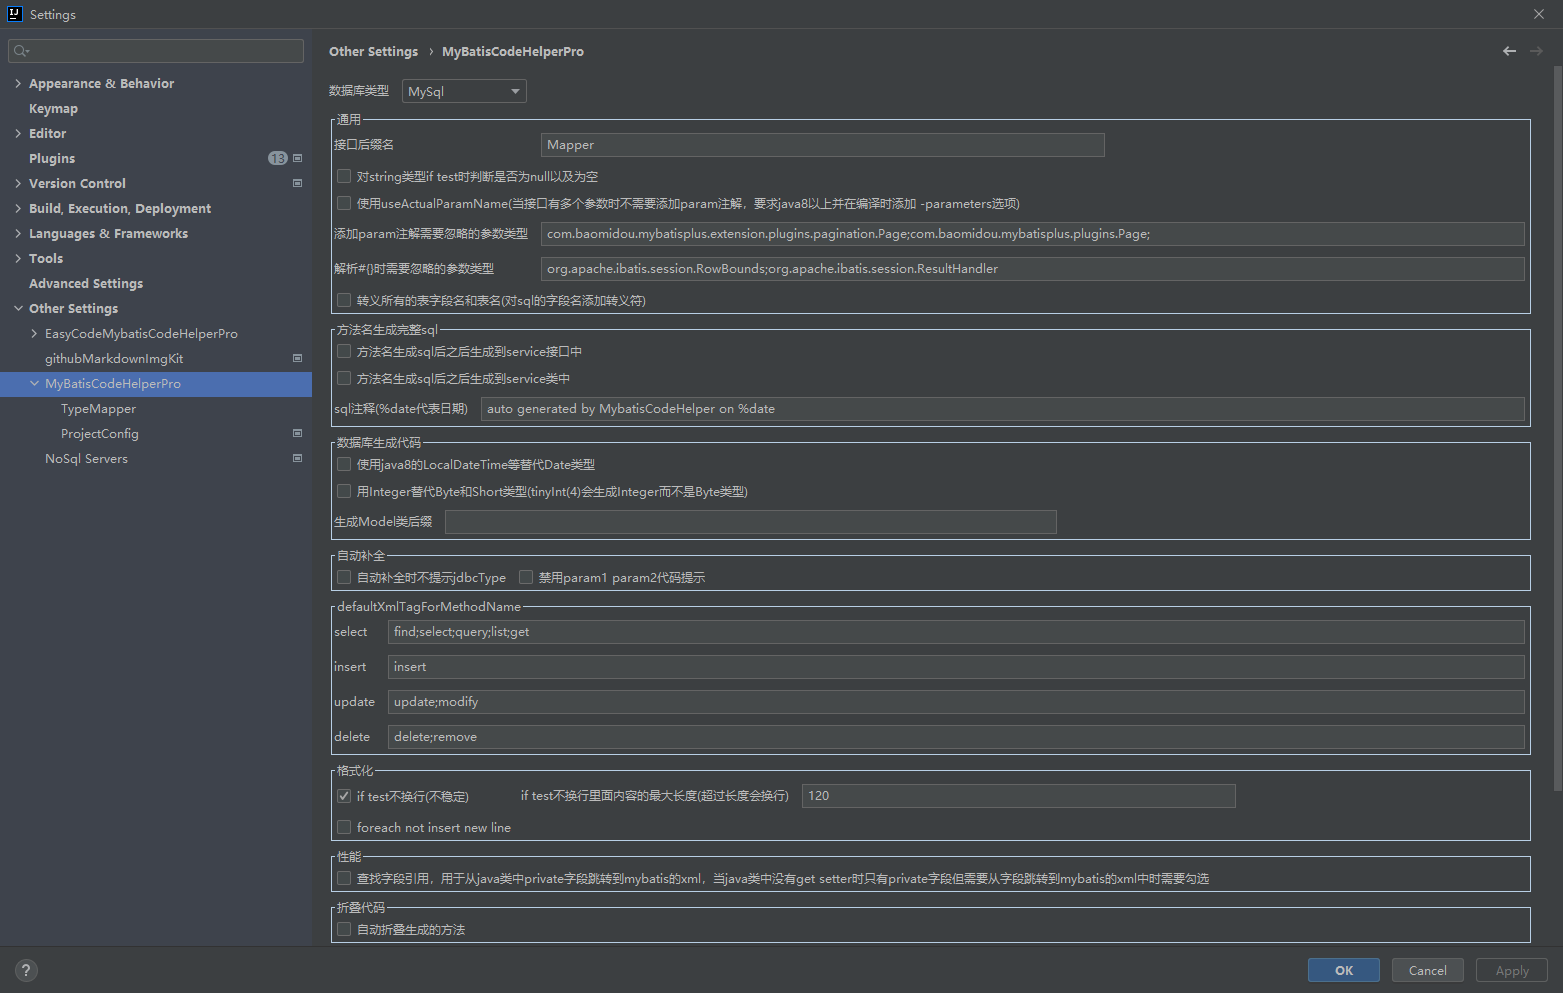 Settings
Appearance & Behavior
Keymap
Editor
Plugins 13
Version Control
Build, Execution, Deployment
Languages & Frameworks
Tools
Advanced Settings
Other Settings
EasyCodeMybatisCodeHelperPro
githubMarkdownImgKit
MyBatisCodeHelperPro
TypeMapper
ProjectConfig
NoSql Servers
Other Settings › MyBatisCodeHelperPro
数据库类型 MySql
通用
接口后缀名 Mapper
对string类型if test时判断是否为null以及为空
使用useActualParamName(当接口有多个参数时不需要添加param注解，要求java8以上并在编译时添加 -parameters选项)
添加param注解需要忽略的参数类型 com.baomidou.mybatisplus.extension.plugins.pagination.Page;com.baomidou.mybatisplus.plugins.Page;
解析#{}时需要忽略的参数类型 org.apache.ibatis.session.RowBounds;org.apache.ibatis.session.ResultHandler
转义所有的表字段名和表名(对sql的字段名添加转义符)
方法名生成完整sql
方法名生成sql后之后生成到service接口中
方法名生成sql后之后生成到service类中
sql注释(%date代表日期) auto generated by MybatisCodeHelper on %date
数据库生成代码
使用java8的LocalDateTime等替代Date类型
用Integer替代Byte和Short类型(tinyInt(4)会生成Integer而不是Byte类型)
生成Model类后缀
自动补全
自动补全时不提示jdbcType 禁用param1 param2代码提示
defaultXmlTagForMethodName
select find;select;query;list;get
insert insert
update update;modify
delete delete;remove
格式化
if test不换行(不稳定) if test不换行里面内容的最大长度(超过长度会换行) 120
foreach not insert new line
性能
查找字段引用，用于从java类中private字段跳转到mybatis的xml，当java类中没有get setter时只有private字段但需要从字段跳转到mybatis的xml中时需要勾选
折叠代码
自动折叠生成的方法
? OK Cancel Apply